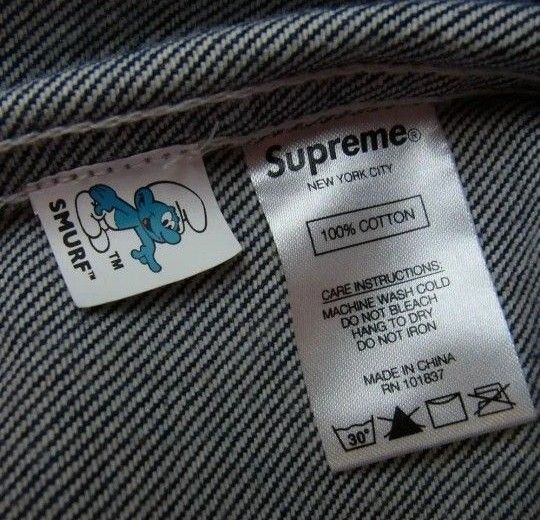 SMURF™
™
Supreme®
NEW YORK CITY
100% COTTON
CARE INSTRUCTIONS:
MACHINE WASH COLD
DO NOT BLEACH
HANG TO DRY
DO NOT IRON
MADE IN CHINA
RN 101837
30°